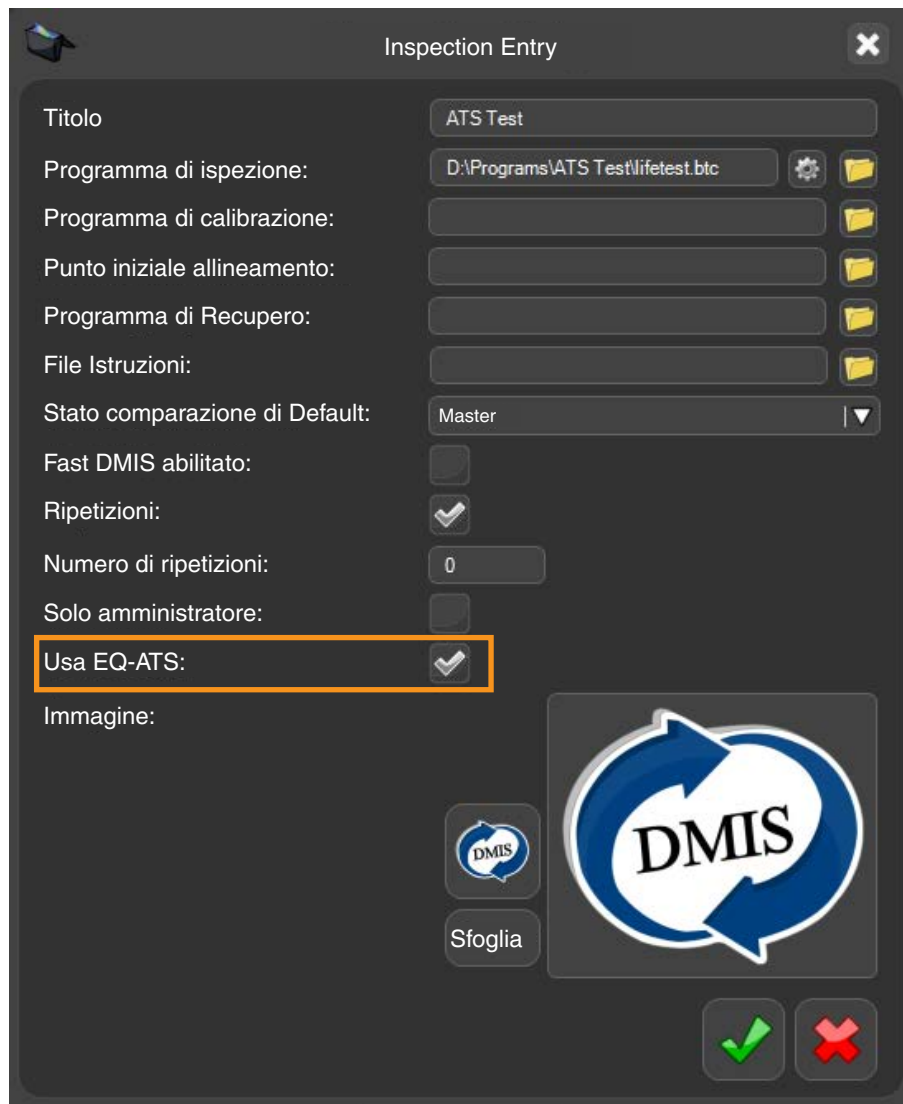 Inspection Entry
Titolo
ATS Test
Programma di ispezione:
D:\Programs\ATS Test\lifetest.btc
Programma di calibrazione:
Punto iniziale allineamento:
Programma di Recupero:
File Istruzioni:
Stato comparazione di Default:
Master
Fast DMIS abilitato:
Ripetizioni:
Numero di ripetizioni:
0
Solo amministratore:
Usa EQ-ATS:
Immagine:
DMIS
DMIS
Sfoglia